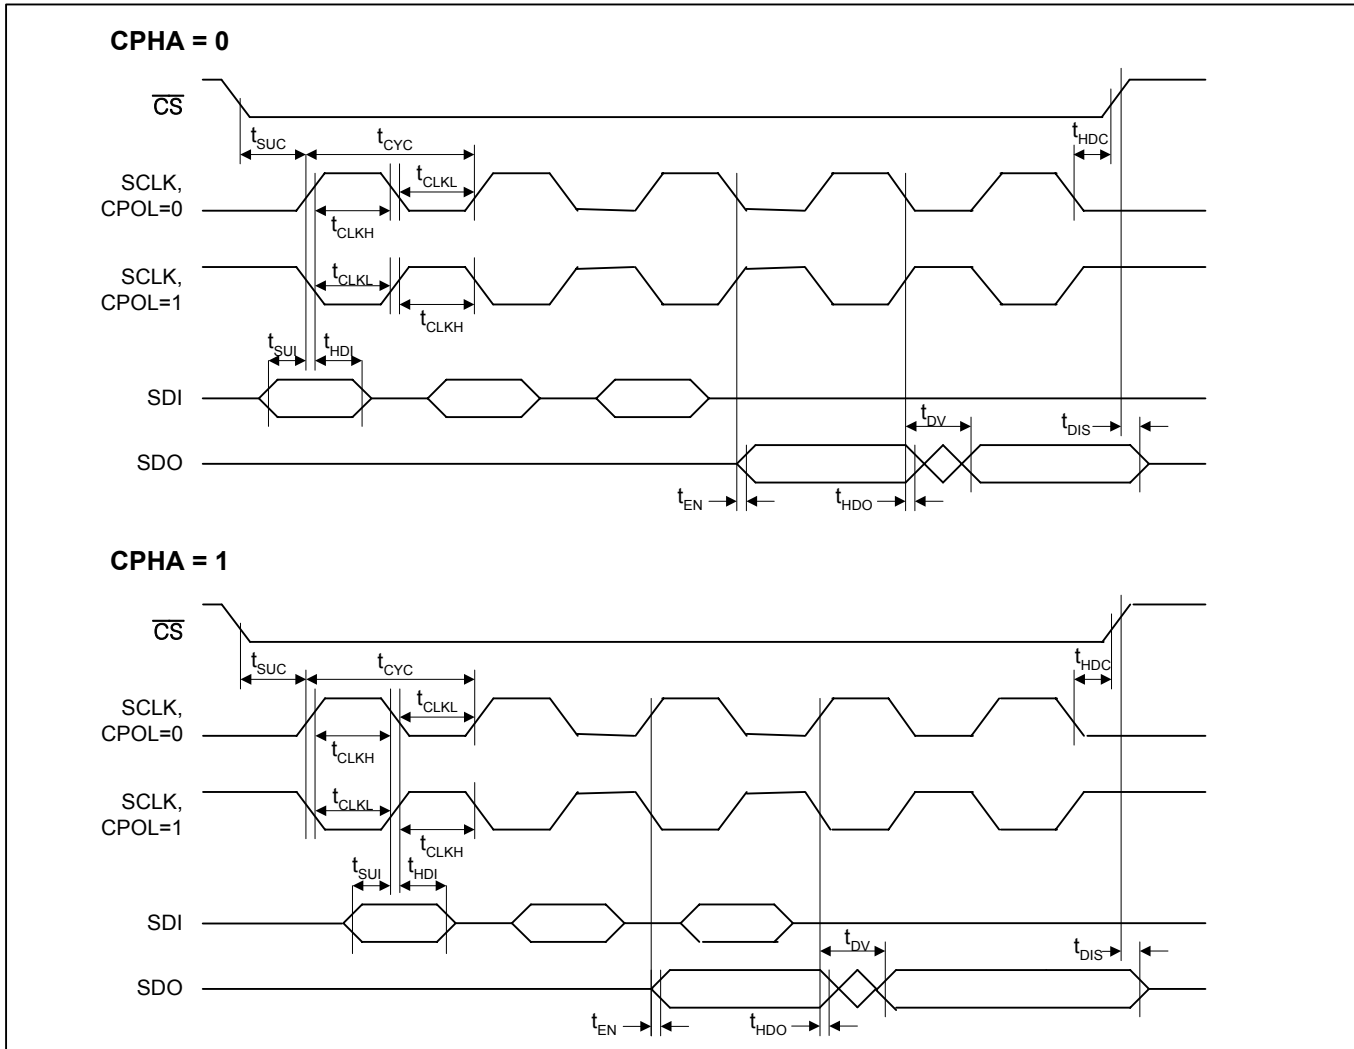 CPHA = 0
CS
tSUC
tCYC
tHDC
SCLK,
CPOL=0
tCLKL
tCLKH
SCLK,
CPOL=1
tCLKL
tCLKH
tSUI
tHDI
SDI
tDV
tDIS
SDO
tEN
tHDO
CPHA = 1
CS
tSUC
tCYC
tHDC
SCLK,
CPOL=0
tCLKL
tCLKH
SCLK,
CPOL=1
tCLKL
tCLKH
tSUI
tHDI
SDI
tDV
tDIS
SDO
tEN
tHDO